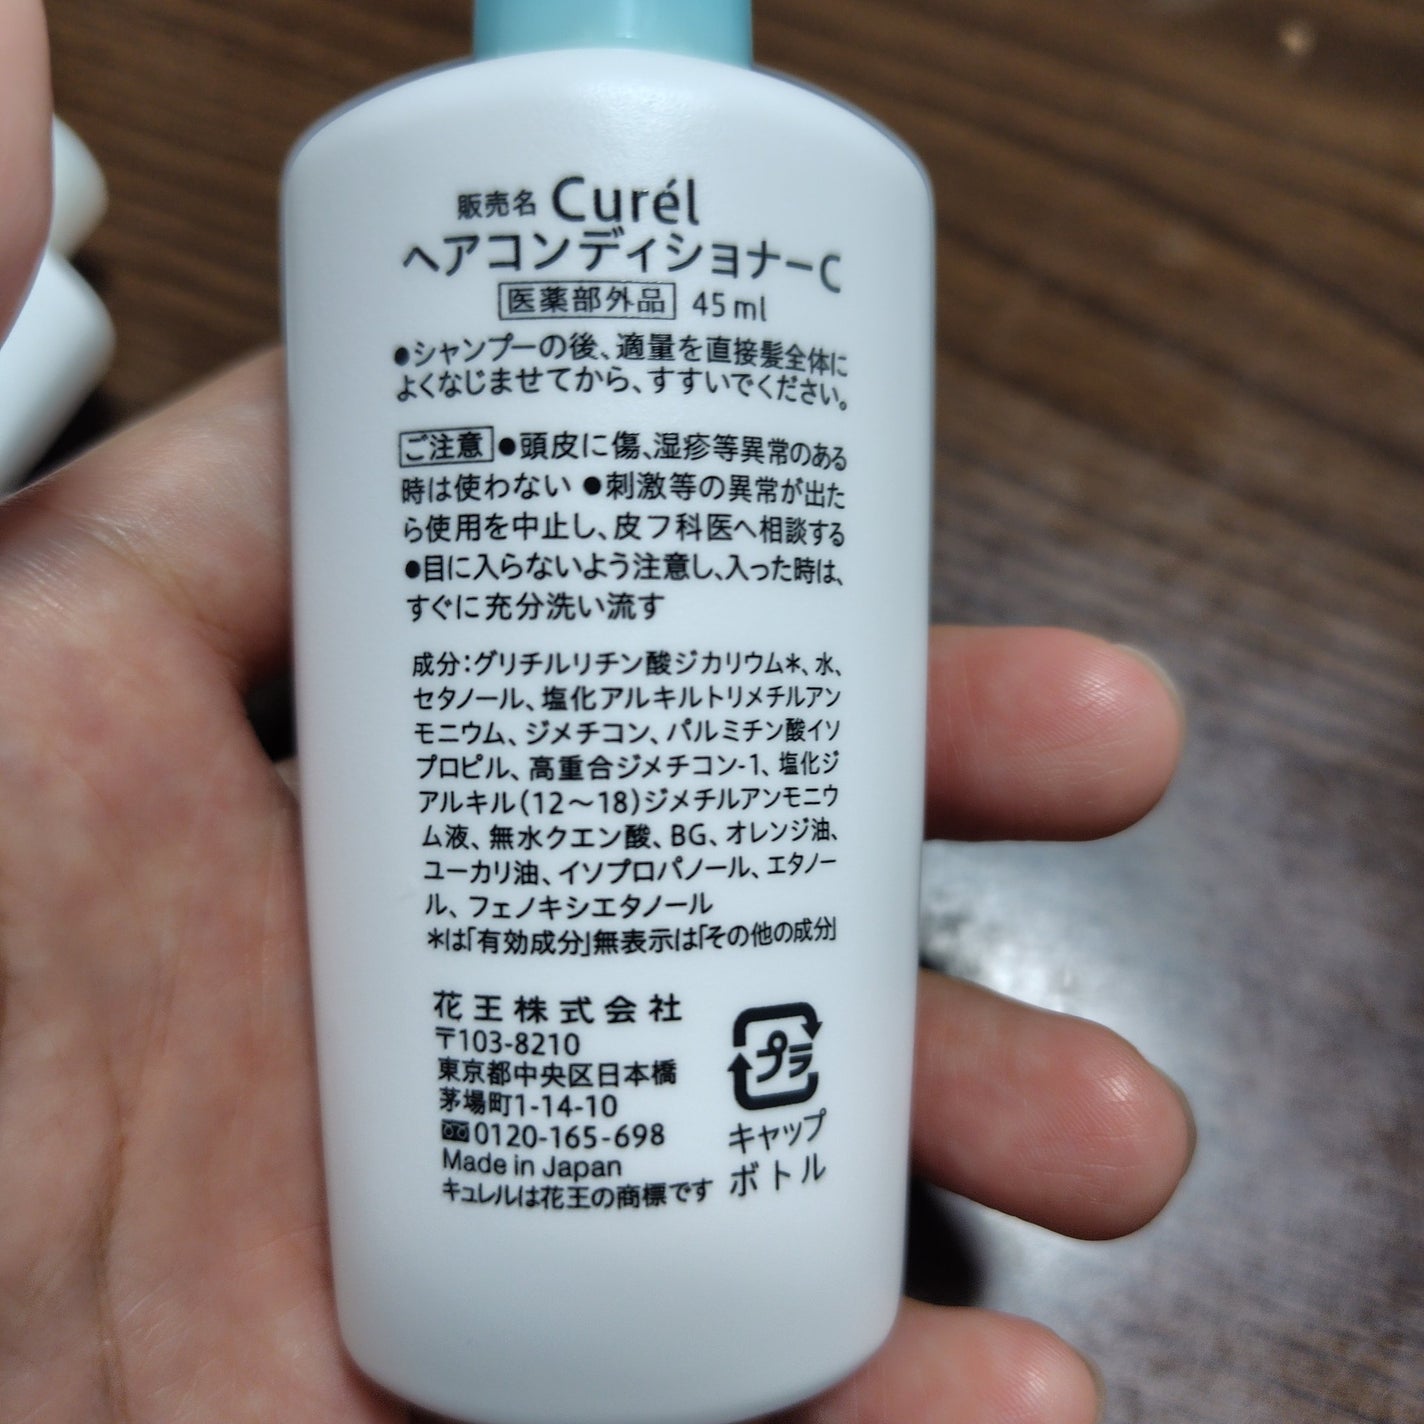 販売名 Curél
ヘアコンディショナーC
医薬部外品 45ml
●シャンプーの後、適量を直接髪全体に
よくなじませてから、すすいでください。
ご注意 ●頭皮に傷、湿疹等異常のある
時は使わない ●刺激等の異常が出た
ら使用を中止し、皮フ科医へ相談する
●目に入らないよう注意し、入った時は、
すぐに充分洗い流す
成分：グリチルリチン酸ジカリウム*、水、
セタノール、塩化アルキルトリメチルアン
モニウム、ジメチコン、パルミチン酸イソ
プロピル、高重合ジメチコン-1、塩化ジ
アルキル(12～18)ジメチルアンモニウ
ム液、無水クエン酸、BG、オレンジ油、
ユーカリ油、イソプロパノール、エタノー
ル、フェノキシエタノール
*は「有効成分」無表示は「その他の成分」
花王株式会社
〒103-8210
東京都中央区日本橋
茅場町1-14-10
0120-165-698
Made in Japan
キュレルは花王の商標です
プラ
キャップ
ボトル